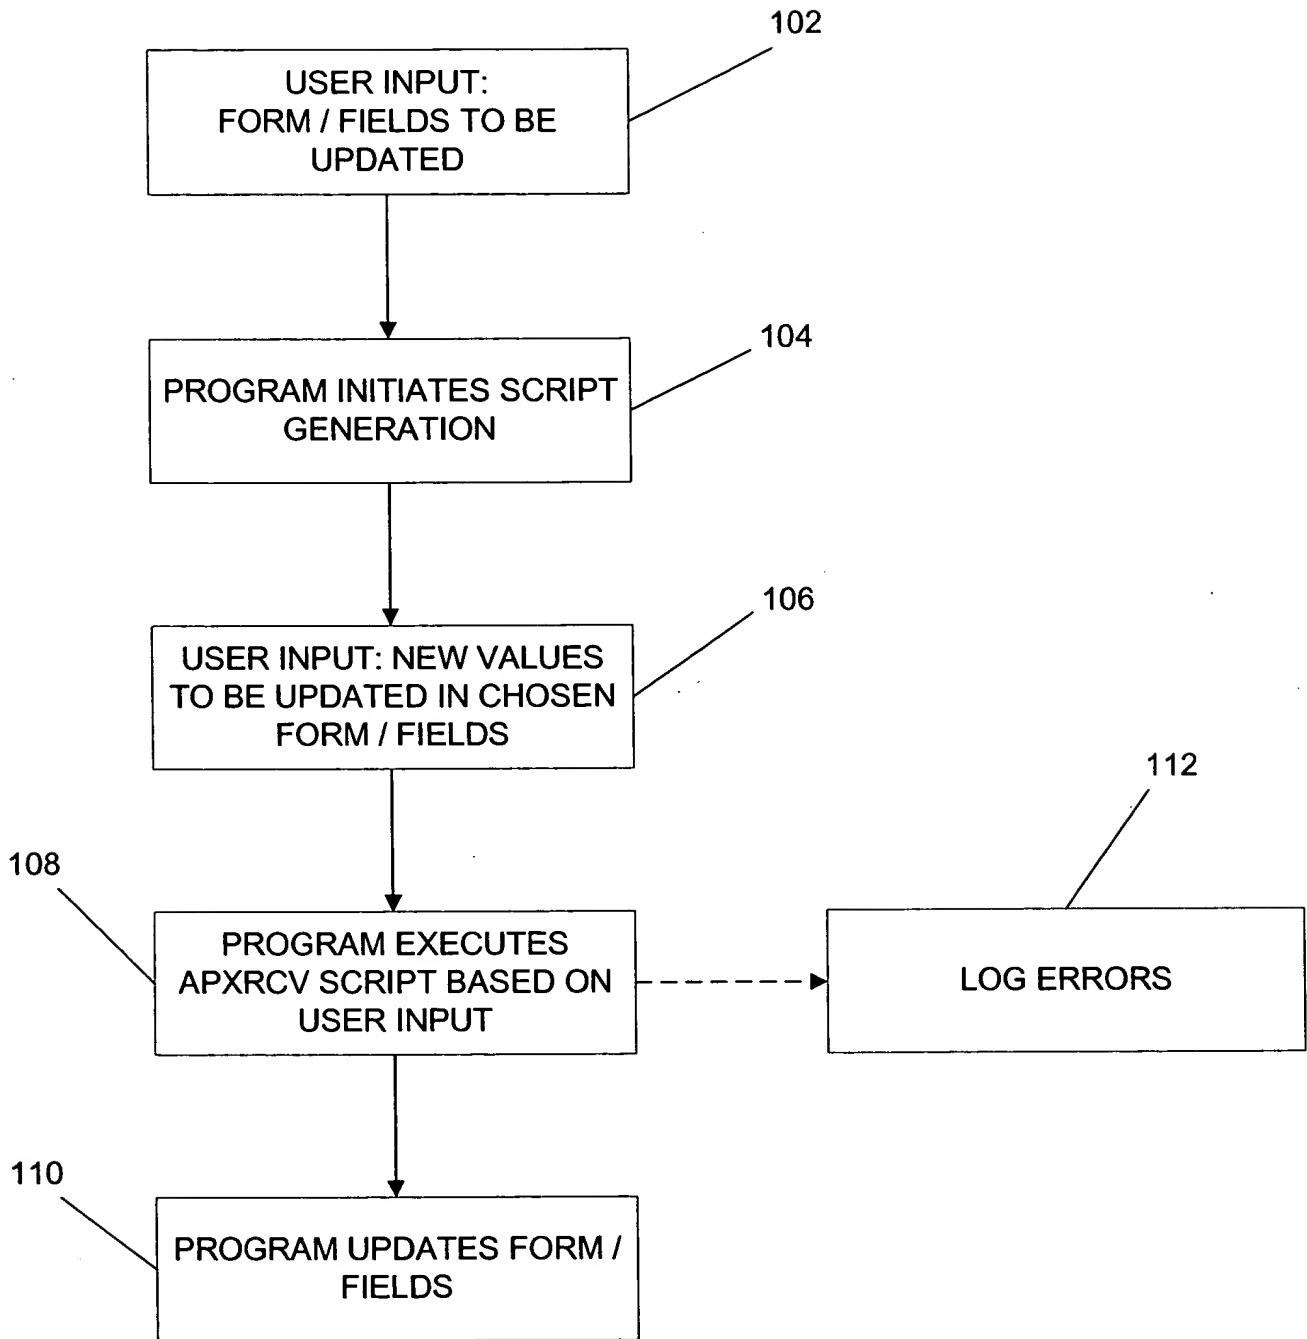 102
USER INPUT:
FORM / FIELDS TO BE
UPDATED
104
PROGRAM INITIATES SCRIPT
GENERATION
106
USER INPUT: NEW VALUES
TO BE UPDATED IN CHOSEN
FORM / FIELDS
112
108
PROGRAM EXECUTES
APXRCV SCRIPT BASED ON
USER INPUT
LOG ERRORS
110
PROGRAM UPDATES FORM /
FIELDS